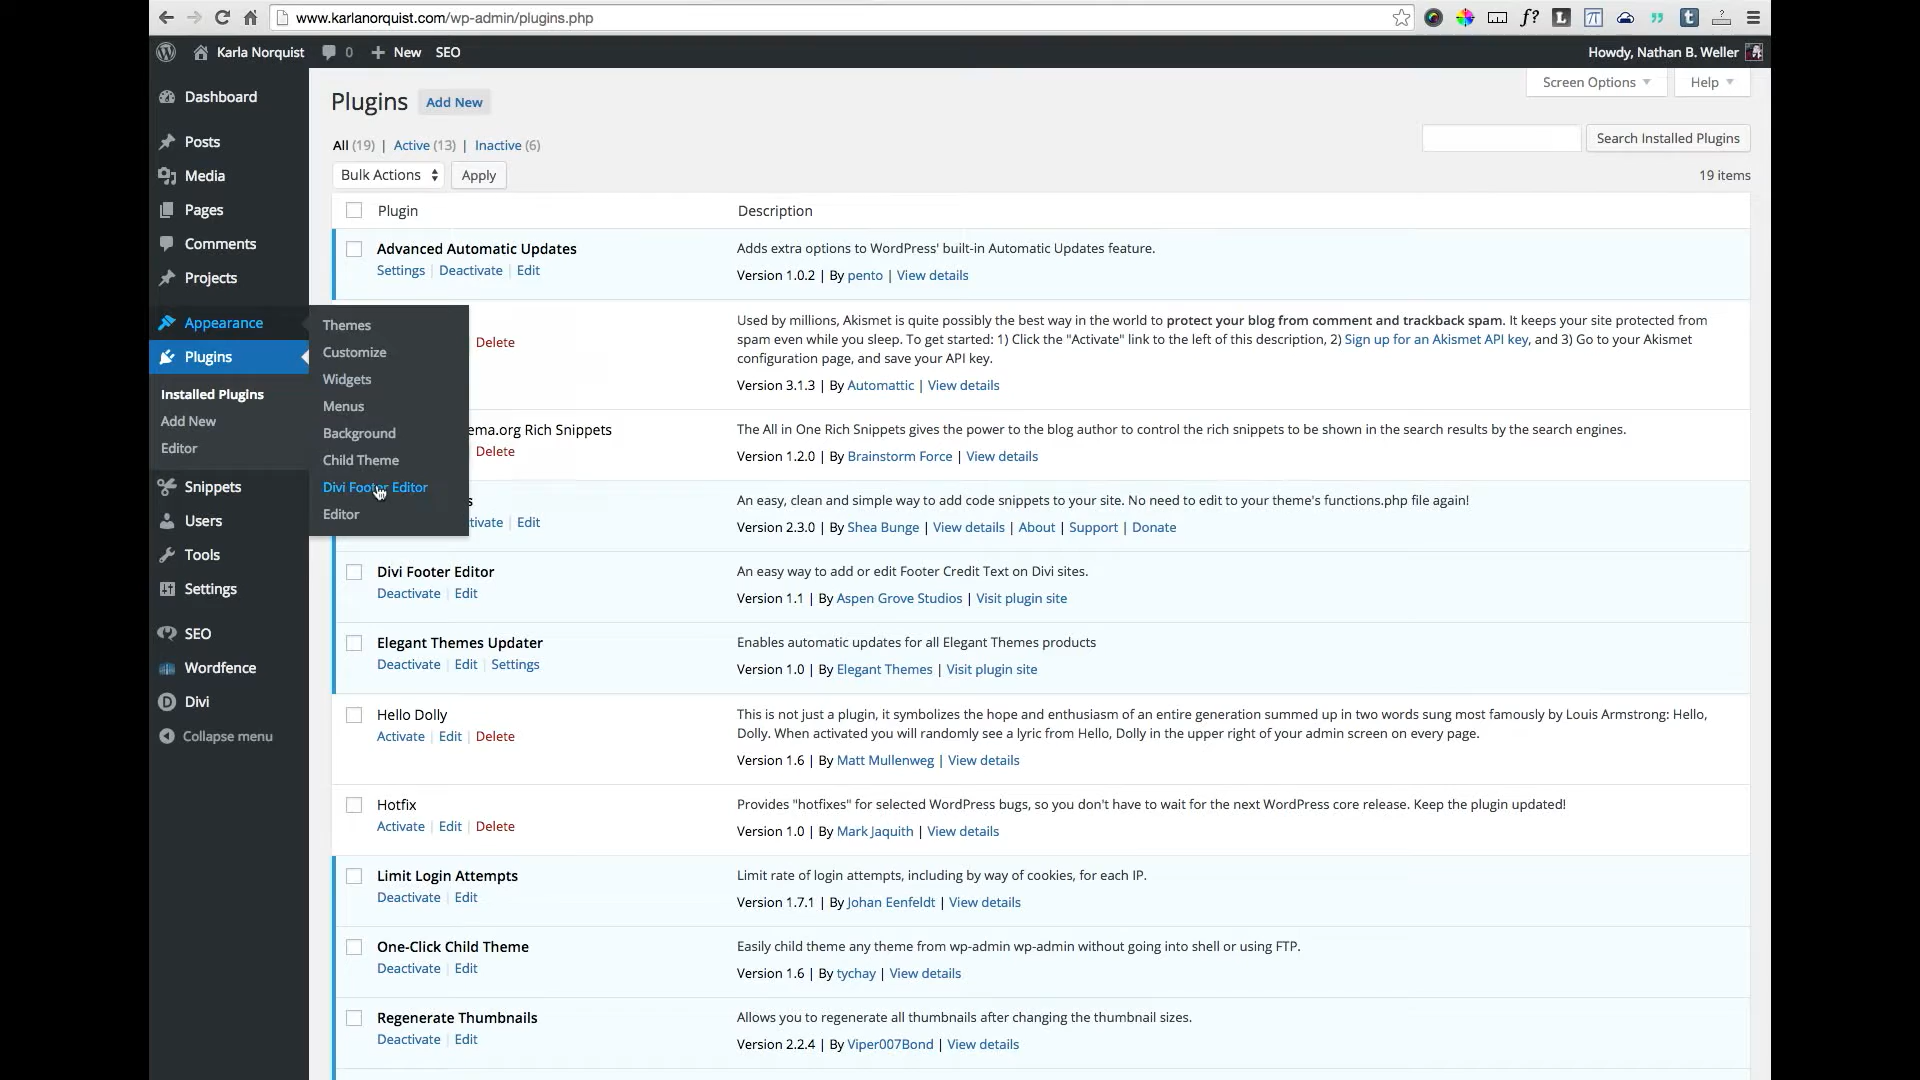 www.karlanorquist.com/wp-admin/plugins.php
f?
L
π
t
Karla Norquist
0
New
SEO
Howdy, Nathan B. Weller
Screen Options
Help
Dashboard
Posts
Media
Pages
Comments
Projects
Appearance
Plugins
Installed Plugins
Add New
Editor
Snippets
Users
Tools
Settings
SEO
Wordfence
D Divi
Collapse menu
Themes
Customize
Widgets
Menus
Background
Child Theme
Divi Footer Editor
Editor
Plugins Add New
All (19) | Active (13) | Inactive (6)
Search Installed Plugins
Bulk Actions Apply
19 items
Plugin Description
Advanced Automatic Updates
Settings | Deactivate | Edit
Adds extra options to WordPress' built-in Automatic Updates feature.
Version 1.0.2 | By pento | View details
Delete
Used by millions, Akismet is quite possibly the best way in the world to protect your blog from comment and trackback spam. It keeps your site protected from
spam even while you sleep. To get started: 1) Click the "Activate" link to the left of this description, 2) Sign up for an Akismet API key, and 3) Go to your Akismet
configuration page, and save your API key.
Version 3.1.3 | By Automattic | View details
ema.org Rich Snippets
Delete
The All in One Rich Snippets gives the power to the blog author to control the rich snippets to be shown in the search results by the search engines.
Version 1.2.0 | By Brainstorm Force | View details
s
tivate | Edit
An easy, clean and simple way to add code snippets to your site. No need to edit to your theme's functions.php file again!
Version 2.3.0 | By Shea Bunge | View details | About | Support | Donate
Divi Footer Editor
Deactivate | Edit
An easy way to add or edit Footer Credit Text on Divi sites.
Version 1.1 | By Aspen Grove Studios | Visit plugin site
Elegant Themes Updater
Deactivate | Edit | Settings
Enables automatic updates for all Elegant Themes products
Version 1.0 | By Elegant Themes | Visit plugin site
Hello Dolly
Activate | Edit | Delete
This is not just a plugin, it symbolizes the hope and enthusiasm of an entire generation summed up in two words sung most famously by Louis Armstrong: Hello,
Dolly. When activated you will randomly see a lyric from Hello, Dolly in the upper right of your admin screen on every page.
Version 1.6 | By Matt Mullenweg | View details
Hotfix
Activate | Edit | Delete
Provides "hotfixes" for selected WordPress bugs, so you don't have to wait for the next WordPress core release. Keep the plugin updated!
Version 1.0 | By Mark Jaquith | View details
Limit Login Attempts
Deactivate | Edit
Limit rate of login attempts, including by way of cookies, for each IP.
Version 1.7.1 | By Johan Eenfeldt | View details
One-Click Child Theme
Deactivate | Edit
Easily child theme any theme from wp-admin wp-admin without going into shell or using FTP.
Version 1.6 | By tychay | View details
Regenerate Thumbnails
Deactivate | Edit
Allows you to regenerate all thumbnails after changing the thumbnail sizes.
Version 2.2.4 | By Viper007Bond | View details